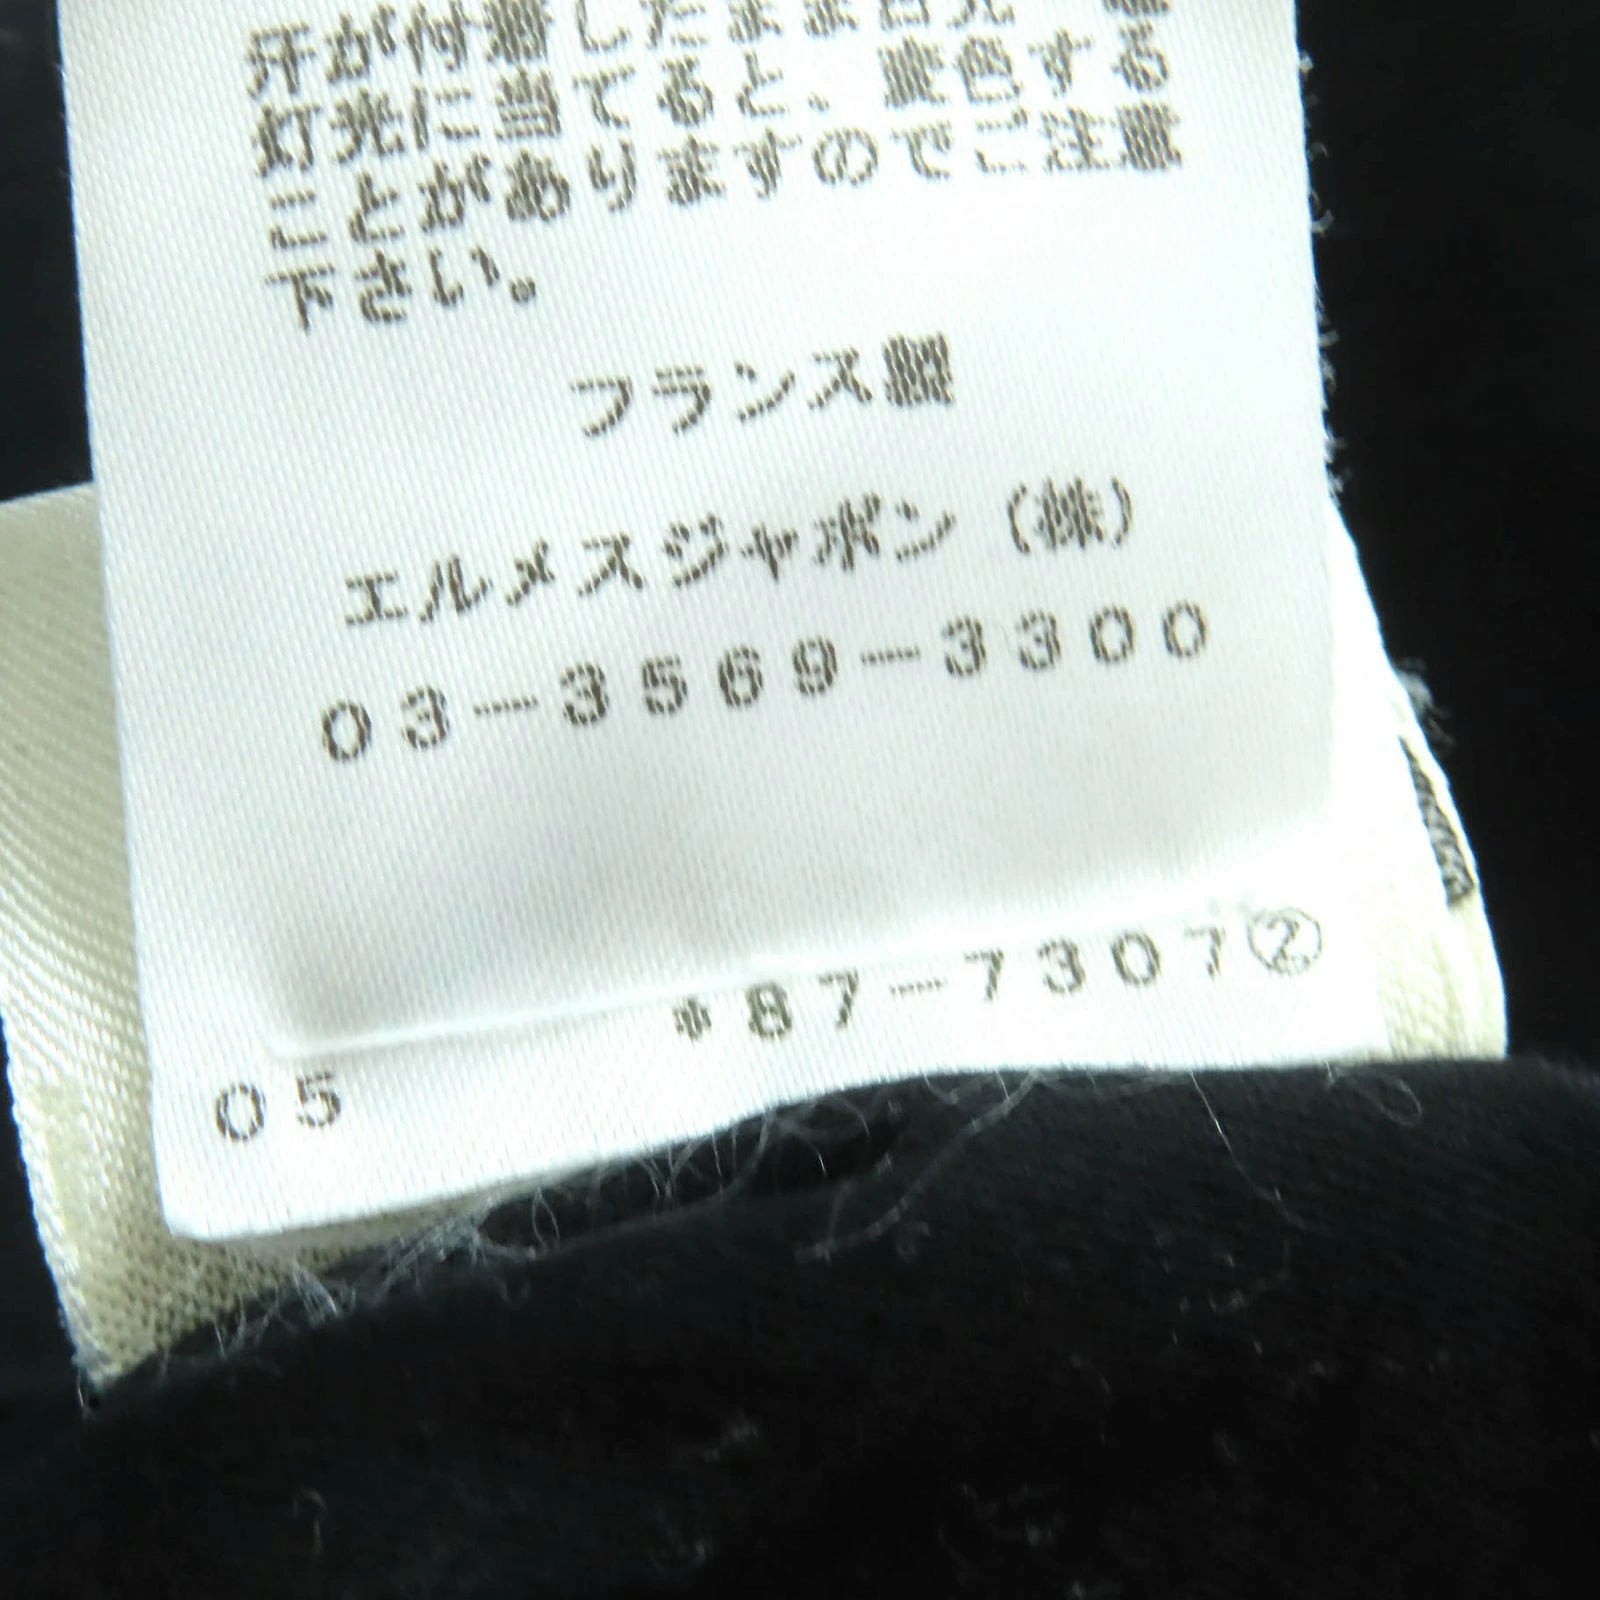 汗が付着したまま日光・電
灯光に当てると、変色する
ことがありますのでご注意
下さい。
フランス製
エルメスジャポン（株）
03-3569-3300
*87-7307②
05